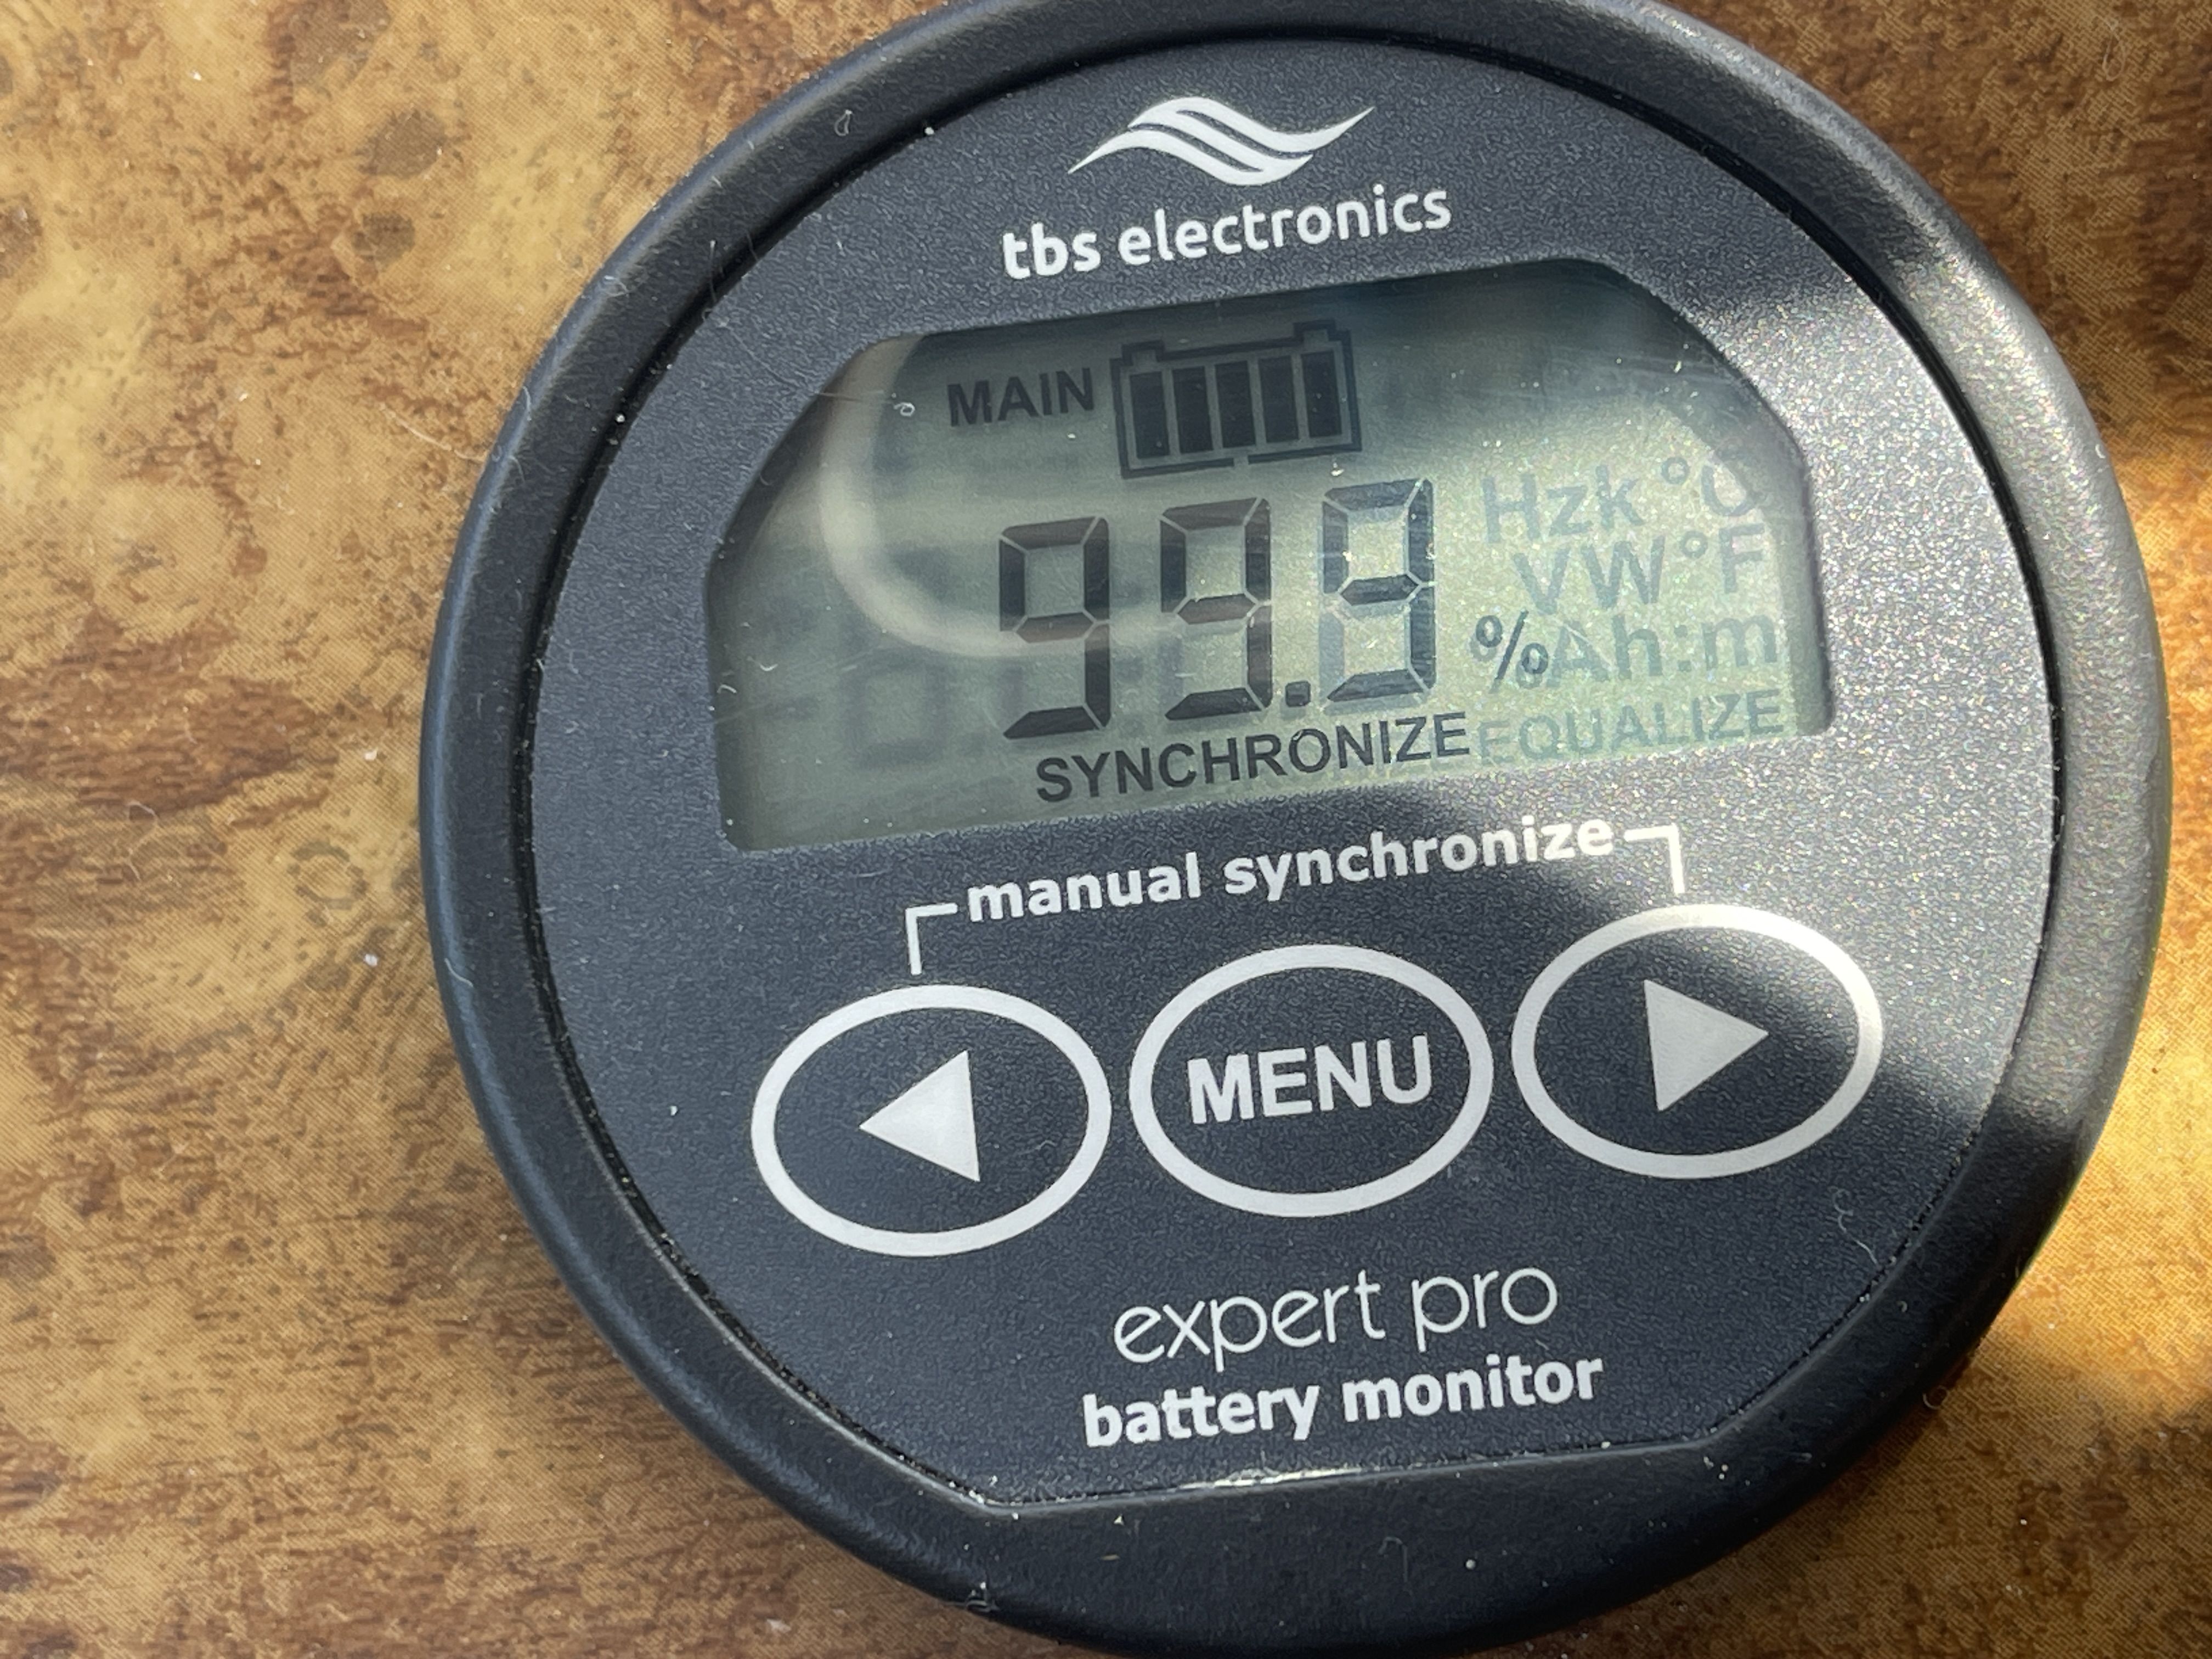 tbs electronics
MAIN
Hzk °C
99.9
VW °F
%Ah:m
SYNCHRONIZE EQUALIZE
manual synchronize
MENU
expert pro
battery monitor